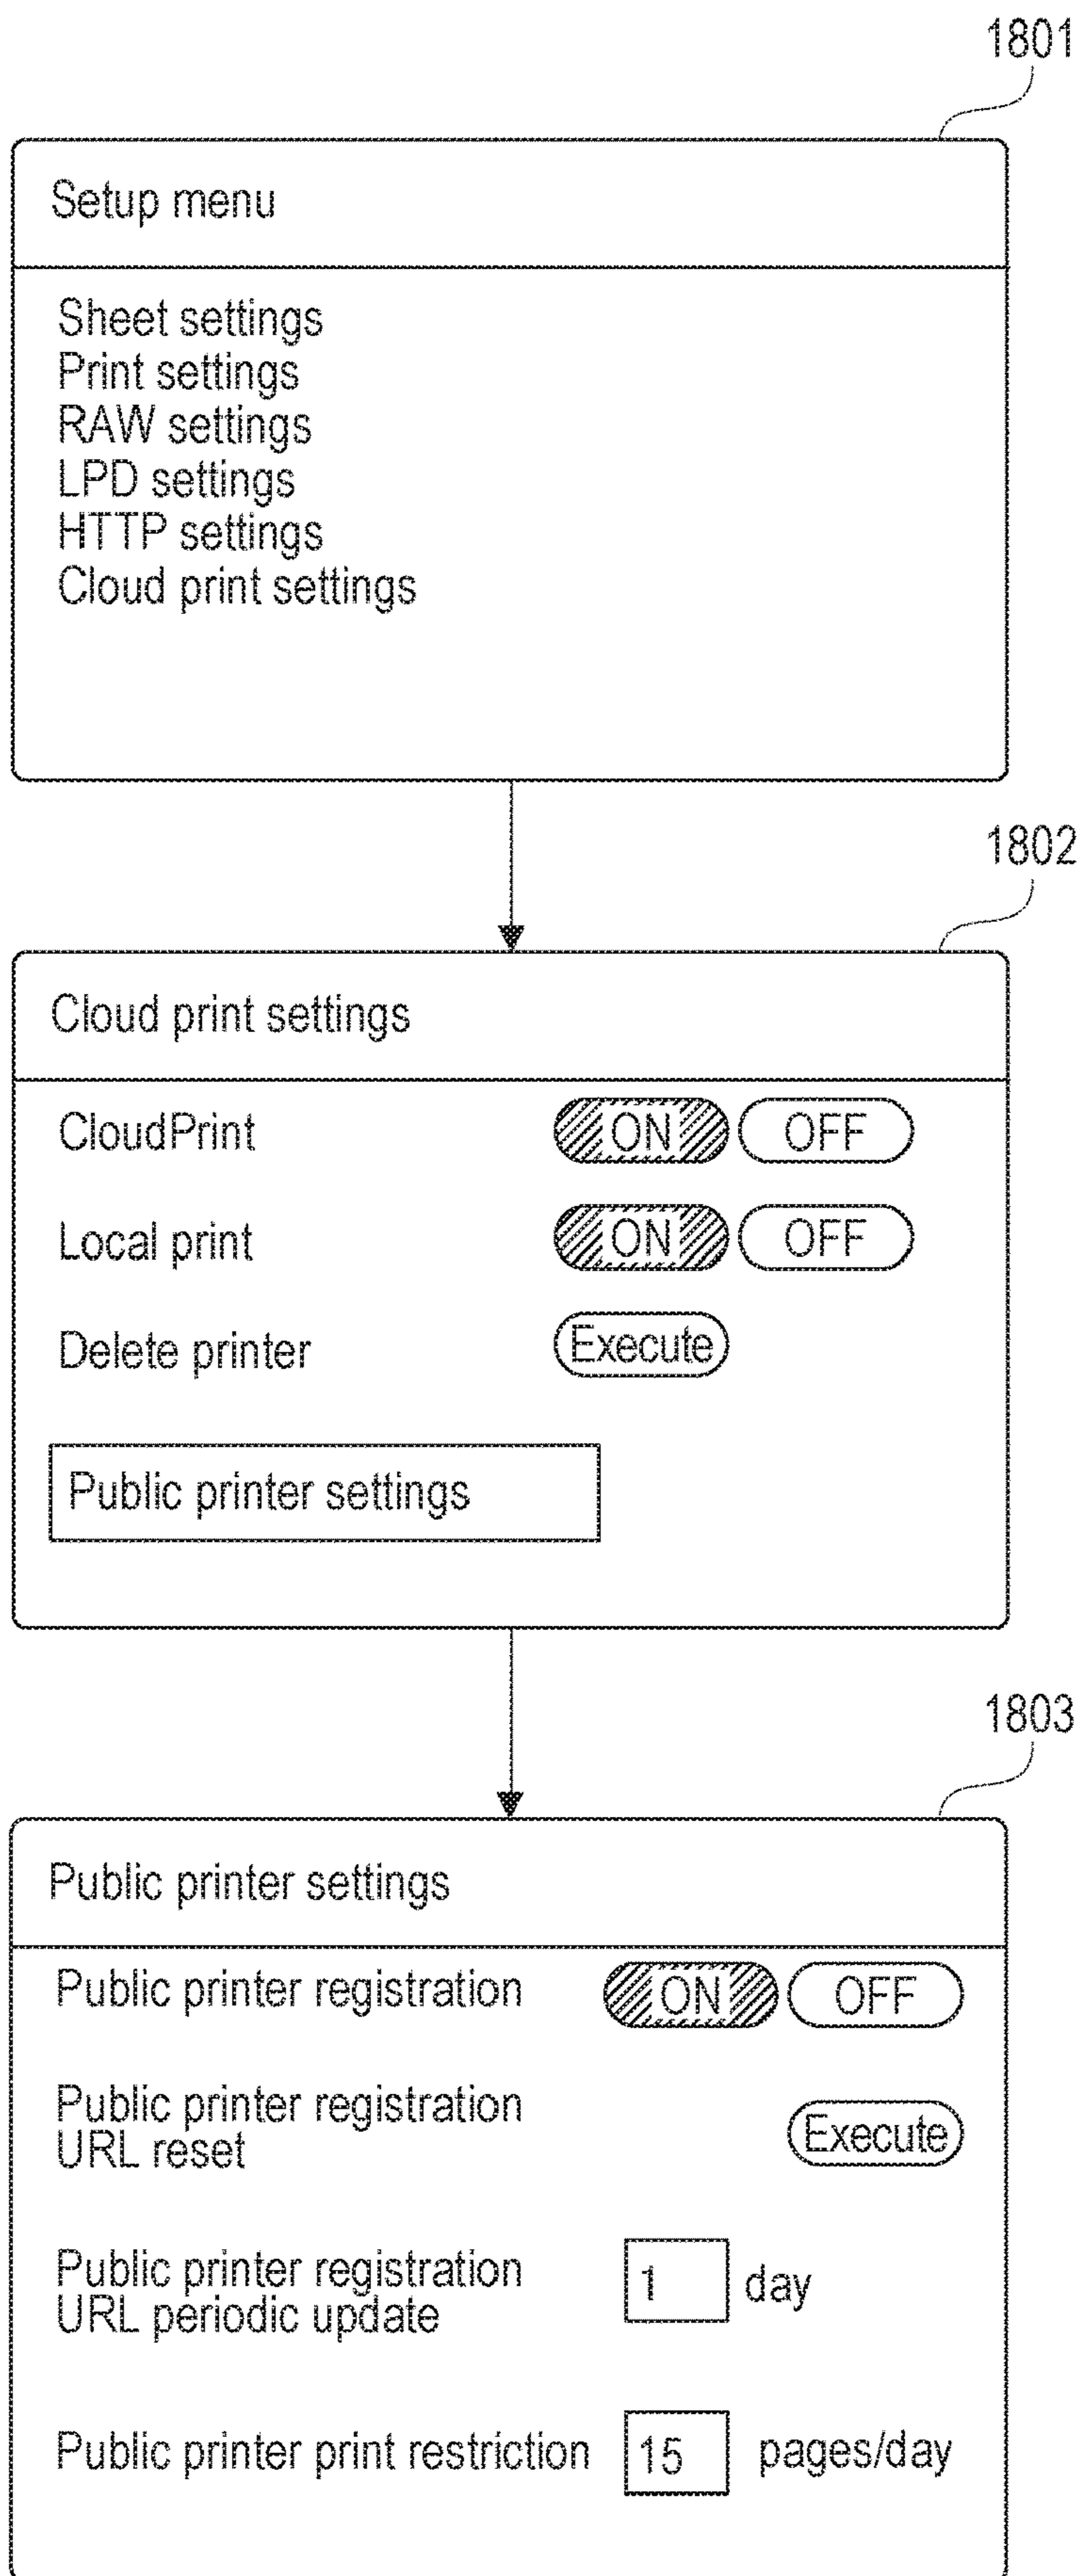 1801
Setup menu
Sheet settings
Print settings
RAW settings
LPD settings
HTTP settings
Cloud print settings
1802
Cloud print settings
CloudPrint ON OFF
Local print ON OFF
Delete printer Execute
Public printer settings
1803
Public printer settings
Public printer registration ON OFF
Public printer registration
URL reset Execute
Public printer registration
URL periodic update 1 day
Public printer print restriction 15 pages/day